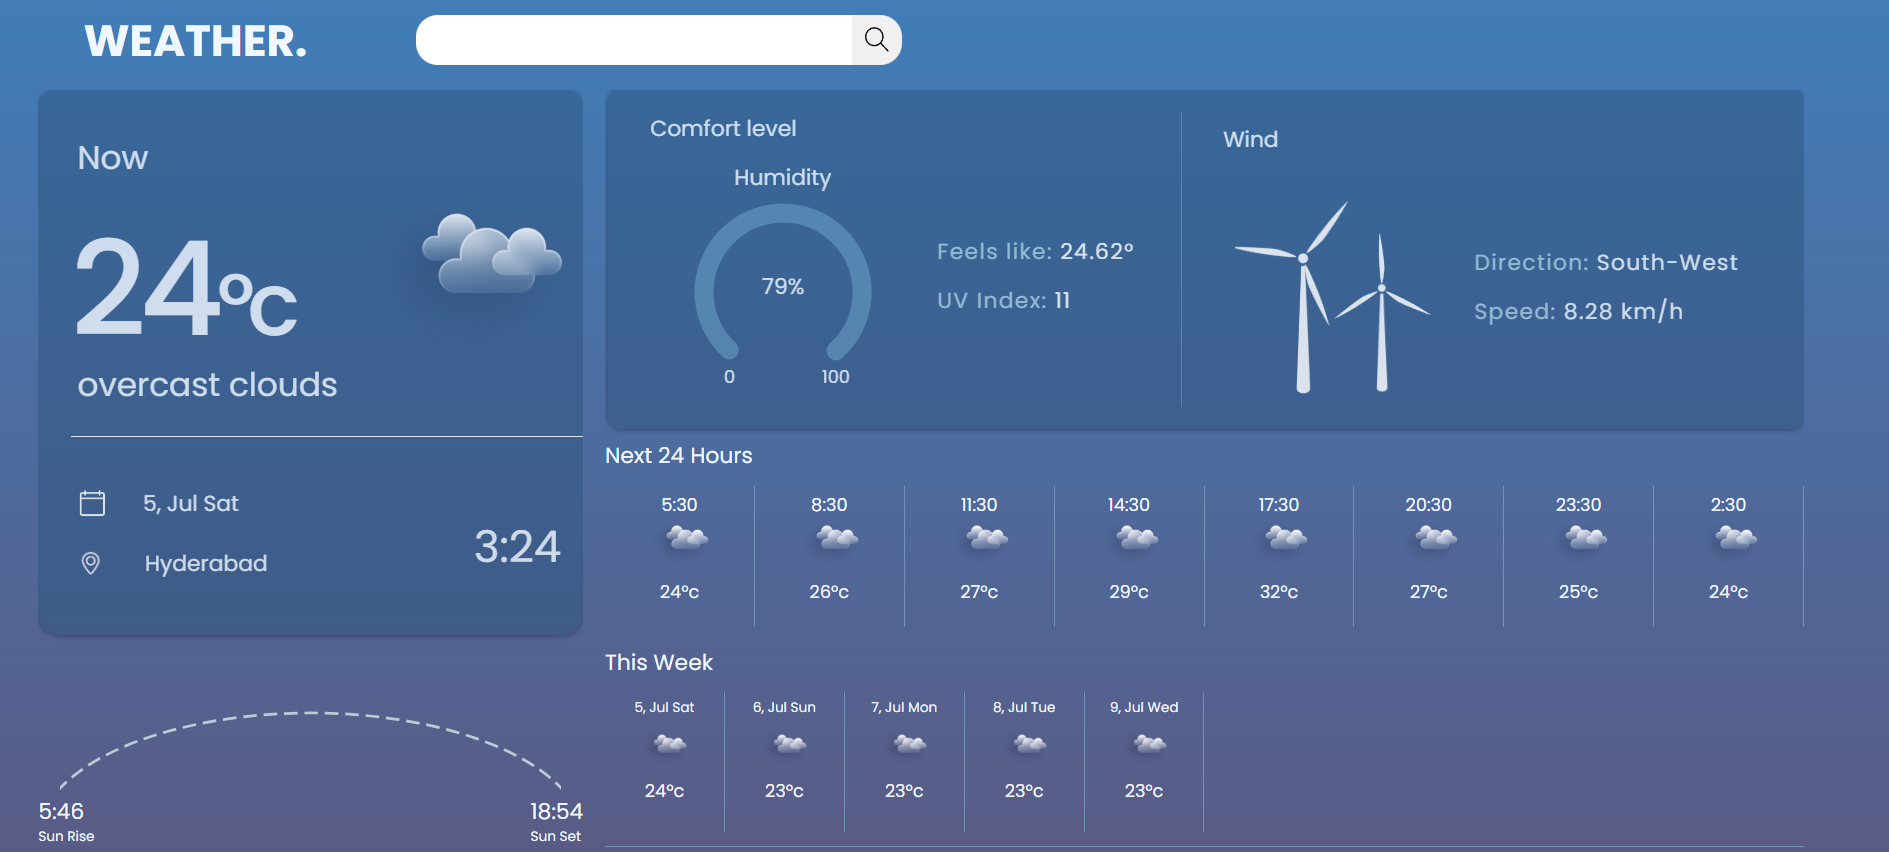 WEATHER.
Now
24°c
overcast clouds
5, Jul Sat
Hyderabad
3:24
5:46
Sun Rise
18:54
Sun Set
Comfort level
Humidity
79%
0
100
Feels like: 24.62°
UV Index: 11
Wind
Direction: South-West
Speed: 8.28 km/h
Next 24 Hours
5:30 8:30 11:30 14:30 17:30 20:30 23:30 2:30
24°c 26°c 27°c 29°c 32°c 27°c 25°c 24°c
This Week
5, Jul Sat 6, Jul Sun 7, Jul Mon 8, Jul Tue 9, Jul Wed
24°c 23°c 23°c 23°c 23°c